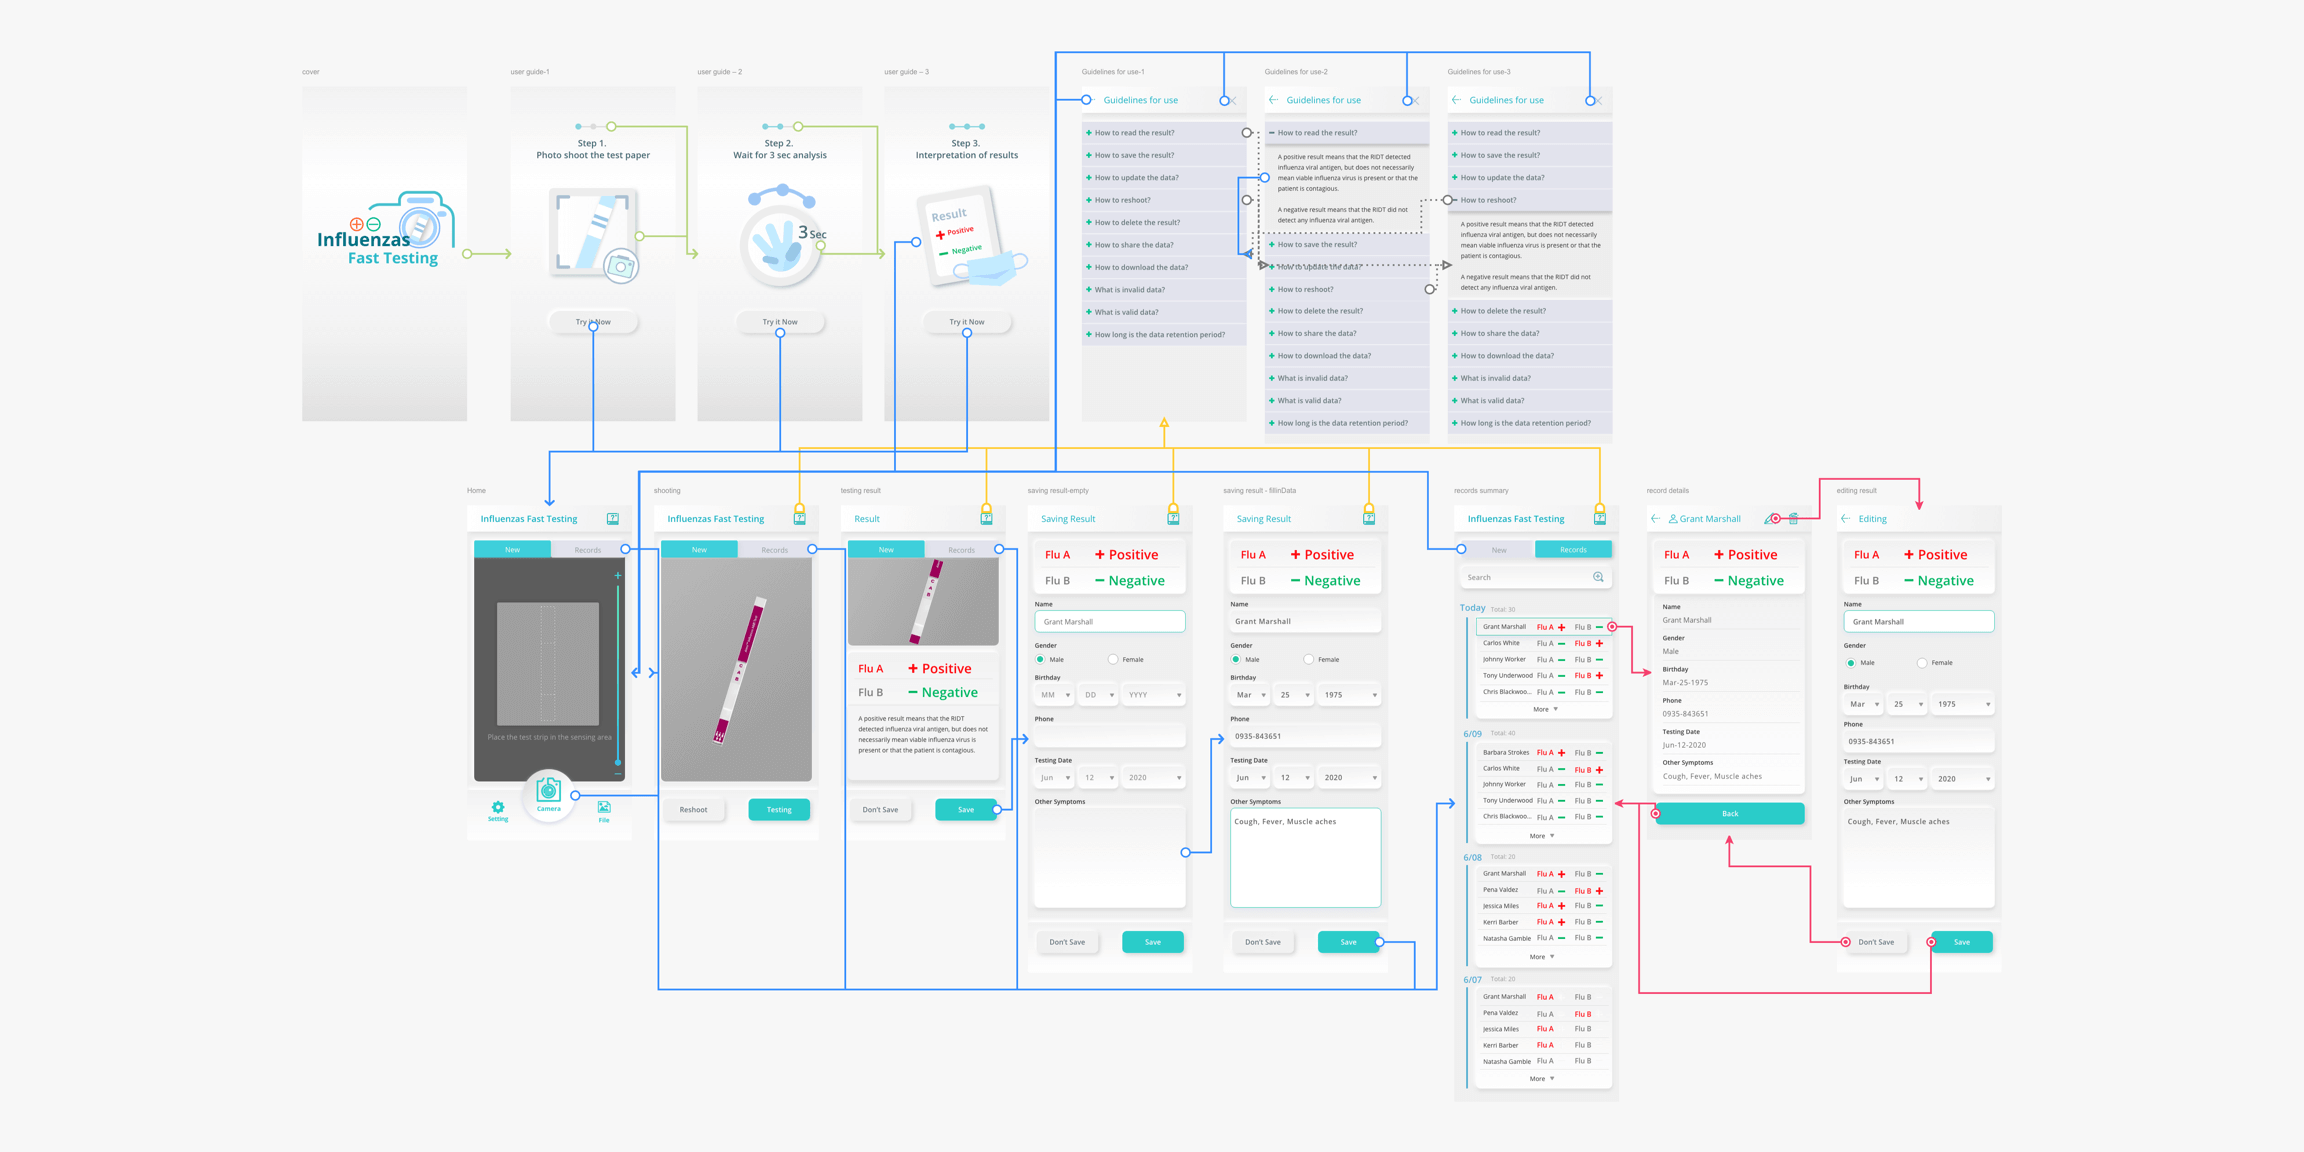 cover
Influenzas
Fast Testing
user guide-1
Step 1.
Photo shoot the test paper
Try it Now
user guide – 2
Step 2.
Wait for 3 sec analysis
3 Sec
Try it Now
user guide – 3
Step 3.
Interpretation of results
Result
+ Positive
− Negative
Try it Now
Guidelines for use-1
Guidelines for use
How to read the result?
How to save the result?
How to update the data?
How to reshoot?
How to delete the result?
How to share the data?
How to download the data?
What is invalid data?
What is valid data?
How long is the data retention period?
Guidelines for use-2
Guidelines for use
How to read the result?
A positive result means that the RIDT detected
influenza viral antigen, but does not necessarily
mean viable influenza virus is present or that the
patient is contagious.
A negative result means that the RIDT did not
detect any influenza viral antigen.
How to save the result?
How to update the data?
How to reshoot?
How to delete the result?
How to share the data?
How to download the data?
What is invalid data?
What is valid data?
How long is the data retention period?
Guidelines for use-3
Guidelines for use
How to read the result?
How to save the result?
How to update the data?
How to reshoot?
A positive result means that the RIDT detected
influenza viral antigen, but does not necessarily
mean viable influenza virus is present or that the
patient is contagious.
A negative result means that the RIDT did not
detect any influenza viral antigen.
How to delete the result?
How to share the data?
How to download the data?
What is invalid data?
What is valid data?
How long is the data retention period?
Home
Influenzas Fast Testing
New Records
Place the test strip in the sensing area
Setting
Camera
File
shooting
Influenzas Fast Testing
New Records
C A B
Reshoot Testing
testing result
Result
New Records
C A B
Flu A + Positive
Flu B − Negative
A positive result means that the RIDT
detected influenza viral antigen, but does not
necessarily mean viable influenza virus is
present or that the patient is contagious.
Don't Save Save
saving result-empty
Saving Result
Flu A + Positive
Flu B − Negative
Name
Grant Marshall
Gender
Male Female
Birthday
MM DD YYYY
Phone
Testing Date
Jun 12 2020
Other Symptoms
Don't Save Save
saving result - fillinData
Saving Result
Flu A + Positive
Flu B − Negative
Name
Grant Marshall
Gender
Male Female
Birthday
Mar 25 1975
Phone
0935-843651
Testing Date
Jun 12 2020
Other Symptoms
Cough, Fever, Muscle aches
Don't Save Save
records summary
Influenzas Fast Testing
New Records
Search
Today Total: 30
Grant Marshall Flu A + Flu B −
Carlos White Flu A − Flu B +
Johnny Worker Flu A − Flu B −
Tony Underwood Flu A − Flu B +
Chris Blackwoo... Flu A − Flu B −
More
6/09 Total: 40
Barbara Strokes Flu A + Flu B −
Carlos White Flu A − Flu B +
Johnny Worker Flu A − Flu B −
Tony Underwood Flu A − Flu B −
Chris Blackwoo... Flu A − Flu B −
More
6/08 Total: 20
Grant Marshall Flu A + Flu B −
Pena Valdez Flu A − Flu B +
Jessica Miles Flu A + Flu B −
Kerri Barber Flu A + Flu B −
Natasha Gamble Flu A − Flu B −
More
6/07 Total: 20
Grant Marshall Flu A Flu B
Pena Valdez Flu A Flu B
Jessica Miles Flu A Flu B
Kerri Barber Flu A Flu B
Natasha Gamble Flu A Flu B
More
record details
Grant Marshall
Flu A + Positive
Flu B − Negative
Name
Grant Marshall
Gender
Male
Birthday
Mar-25-1975
Phone
0935-843651
Testing Date
Jun-12-2020
Other Symptoms
Cough, Fever, Muscle aches
Back
editing result
Editing
Flu A + Positive
Flu B − Negative
Name
Grant Marshall
Gender
Male Female
Birthday
Mar 25 1975
Phone
0935-843651
Testing Date
Jun 12 2020
Other Symptoms
Cough, Fever, Muscle aches
Don't Save Save